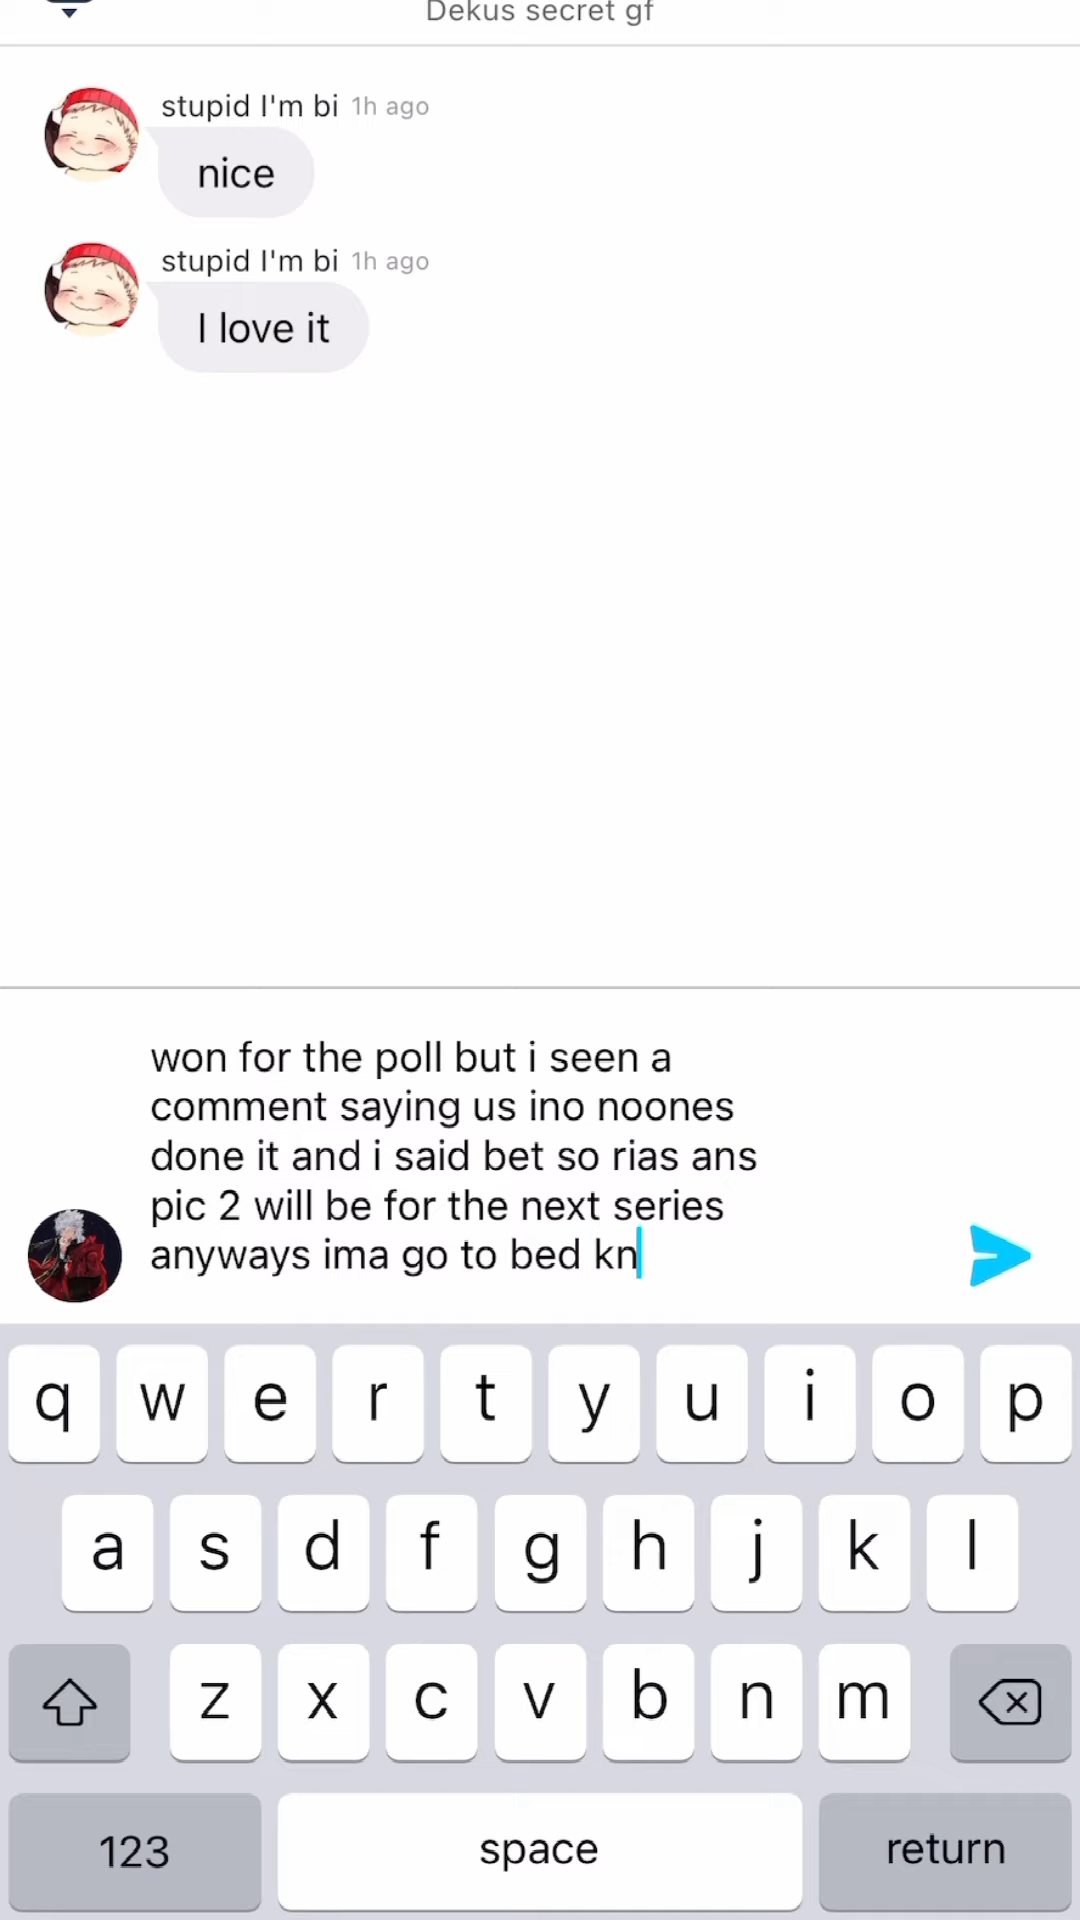 Dekus secret gf
stupid I'm bi 1h ago
nice
stupid I'm bi 1h ago
I love it
won for the poll but i seen a
comment saying us ino noones
done it and i said bet so rias ans
pic 2 will be for the next series
anyways ima go to bed kn
q w e r t y u i o p
a s d f g h j k l
z x c v b n m
123 space return